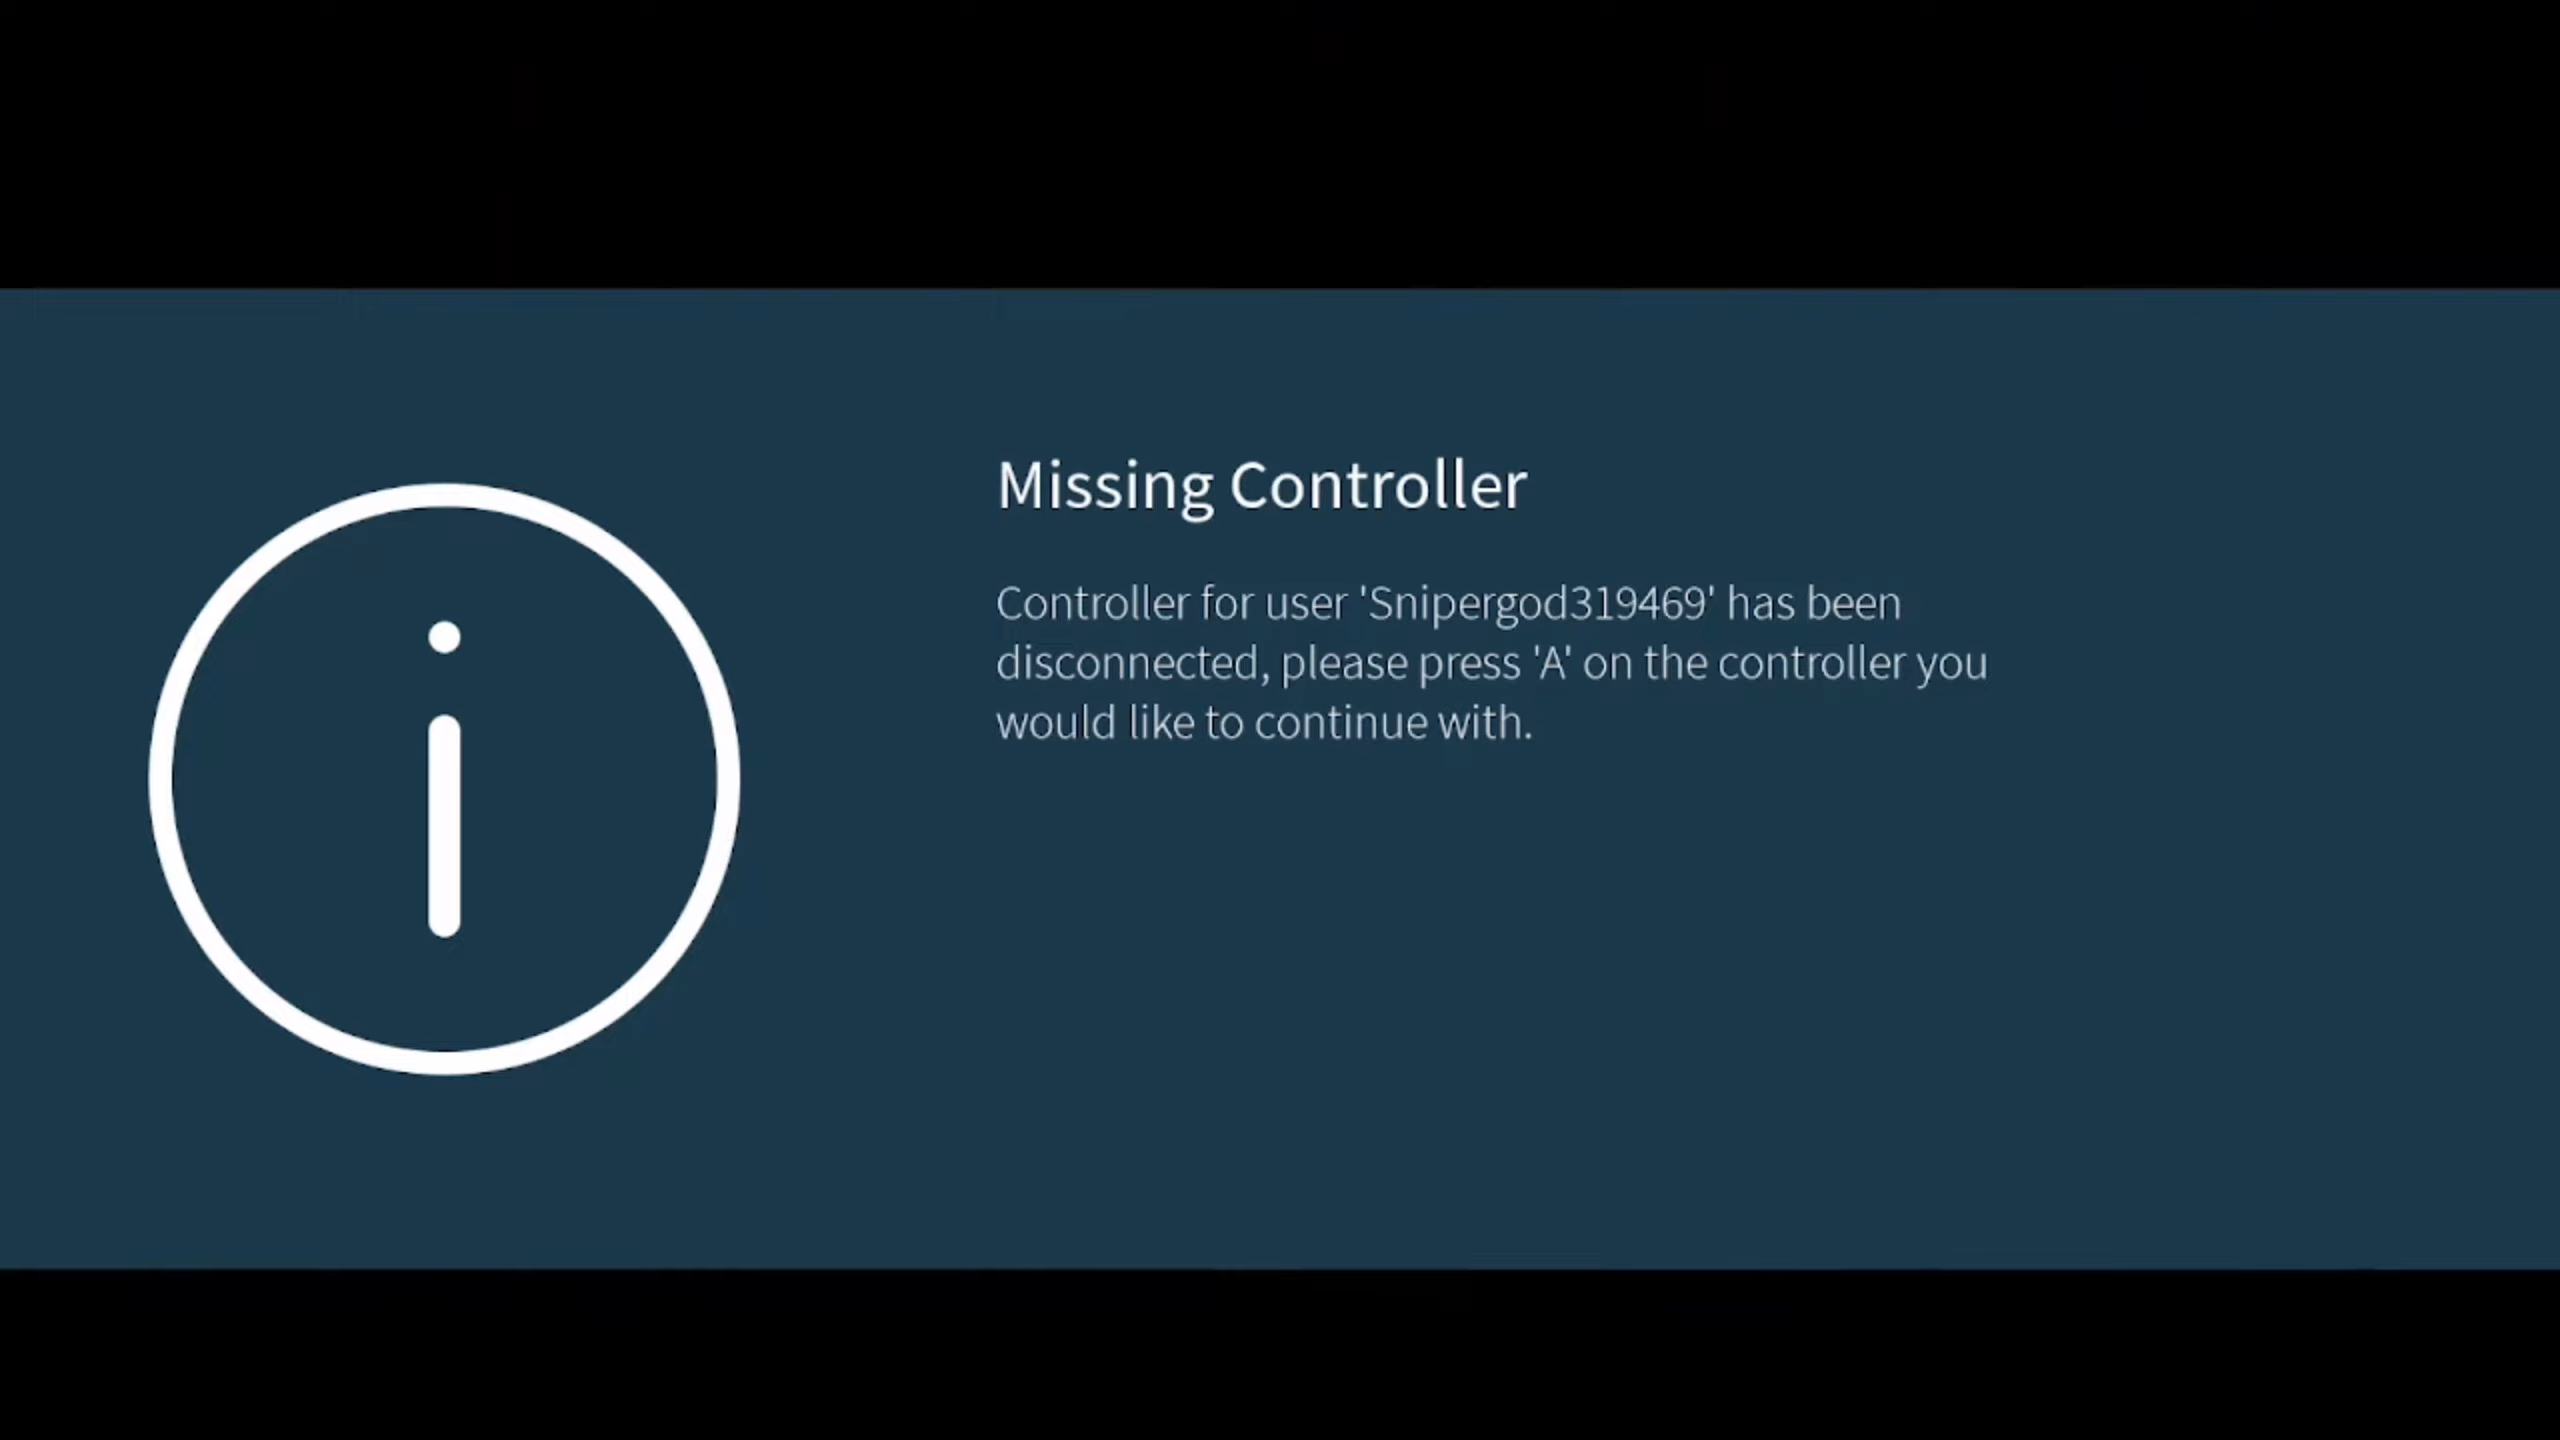 Missing Controller
Controller for user 'Snipergod319469' has been
disconnected, please press 'A' on the controller you
would like to continue with.